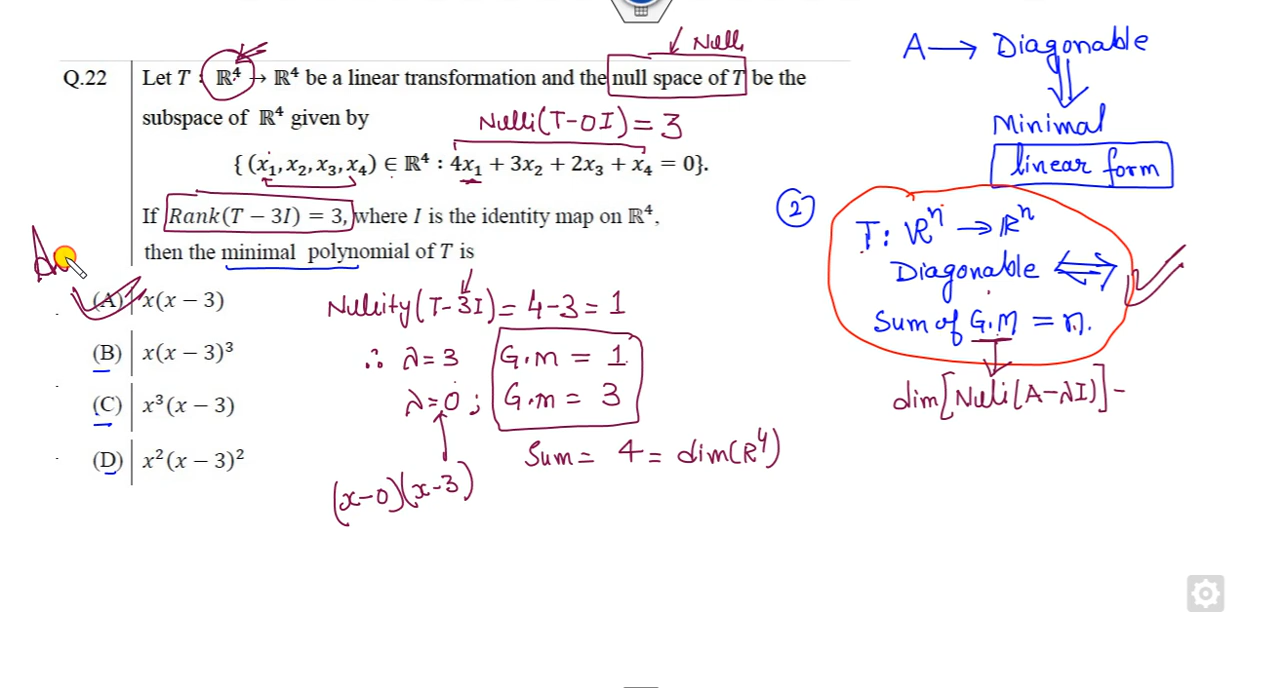 Q.22 Let T : ℝ⁴ → ℝ⁴ be a linear transformation and the null space of T be the
subspace of ℝ⁴ given by
{ (x₁, x₂, x₃, x₄) ∈ ℝ⁴ : 4x₁ + 3x₂ + 2x₃ + x₄ = 0}.
If Rank(T − 3I) = 3, where I is the identity map on ℝ⁴,
then the minimal polynomial of T is
(A) x(x − 3)
(B) x(x − 3)³
(C) x³(x − 3)
(D) x²(x − 3)²
Nulli(T-0I) = 3
Nullity(T-3I) = 4-3 = 1
∴ λ=3 G.m = 1
λ=0 ; G.m = 3
Sum = 4 = dim(R⁴)
(x-0)(x-3)
A → Diagonable
⇓
Minimal
linear form
②
T: Rⁿ → Rⁿ
Diagonable ⟺
Sum of G.M = n.
↓
dim[Nulli(A-λI)] -